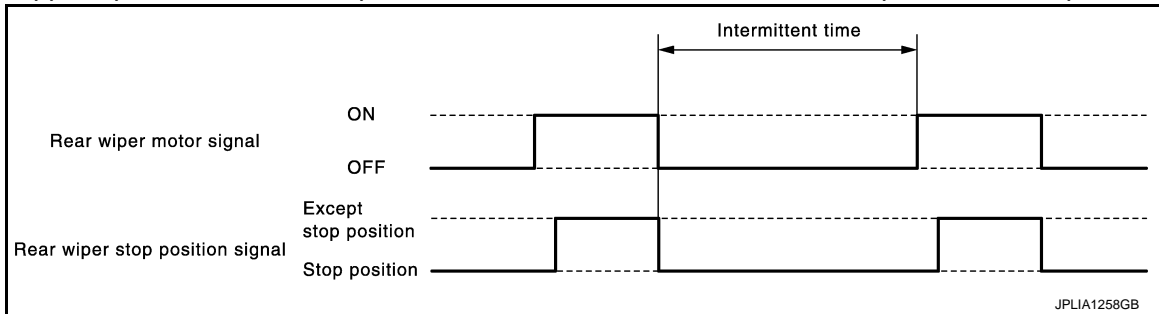 Intermittent time
ON
Rear wiper motor signal
OFF
Except
stop position
Rear wiper stop position signal
Stop position
JPLIA1258GB